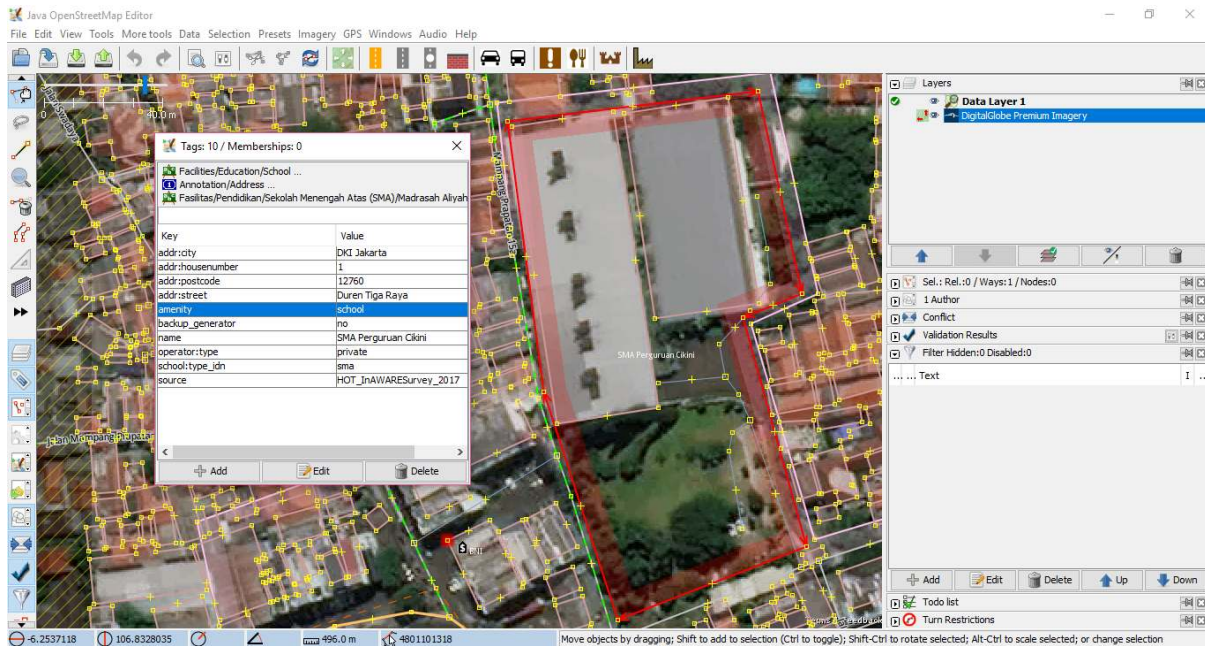 Java OpenStreetMap Editor
File Edit View Tools More tools Data Selection Presets Imagery GPS Windows Audio Help
Layers
Data Layer 1
DigitalGlobe Premium Imagery
Sel.: Rel.:0 / Ways:1 / Nodes:0
1 Author
Conflict
Validation Results
Filter Hidden:0 Disabled:0
... ... Text I ..
Add Edit Delete Up Down
Todo list
Turn Restrictions
0 40.0 m
Tags: 10 / Memberships: 0
Facilities/Education/School ...
Annotation/Address ...
Fasilitas/Pendidikan/Sekolah Menengah Atas (SMA)/Madrasah Aliyah
Key Value
addr:city DKI Jakarta
addr:housenumber 1
addr:postcode 12760
addr:street Duren Tiga Raya
amenity school
backup_generator no
name SMA Perguruan Cikini
operator:type private
school:type_idn sma
source HOT_InAWARESurvey_2017
Add Edit Delete
SMA Perguruan Cikini
BNI
-6.2537118 106.8328035 496.0 m 4801101318 Move objects by dragging; Shift to add to selection (Ctrl to toggle); Shift-Ctrl to rotate selected; Alt-Ctrl to scale selected; or change selection